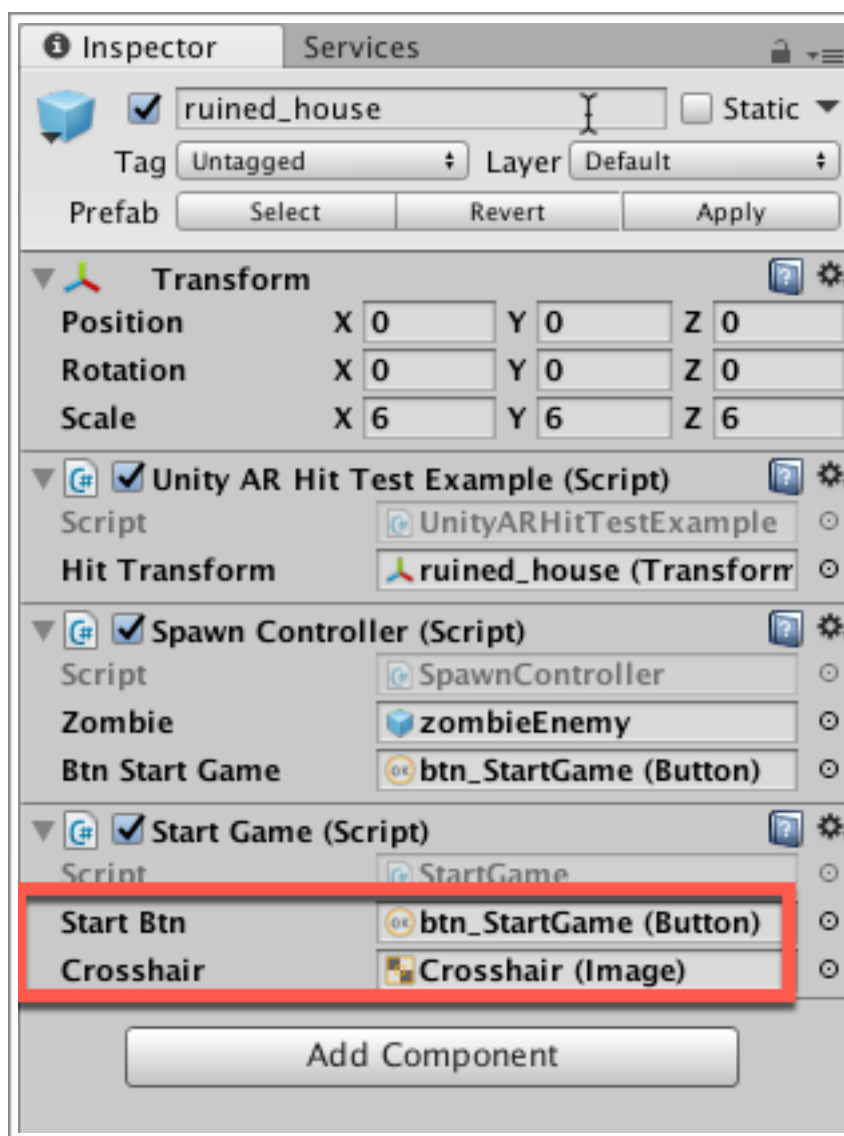 Inspector Services
ruined_house Static
Tag Untagged Layer Default
Prefab Select Revert Apply
Transform
Position X 0 Y 0 Z 0
Rotation X 0 Y 0 Z 0
Scale X 6 Y 6 Z 6
Unity AR Hit Test Example (Script)
Script UnityARHitTestExample
Hit Transform ruined_house (Transform
Spawn Controller (Script)
Script SpawnController
Zombie zombieEnemy
Btn Start Game btn_StartGame (Button)
Start Game (Script)
Script StartGame
Start Btn btn_StartGame (Button)
Crosshair Crosshair (Image)
Add Component